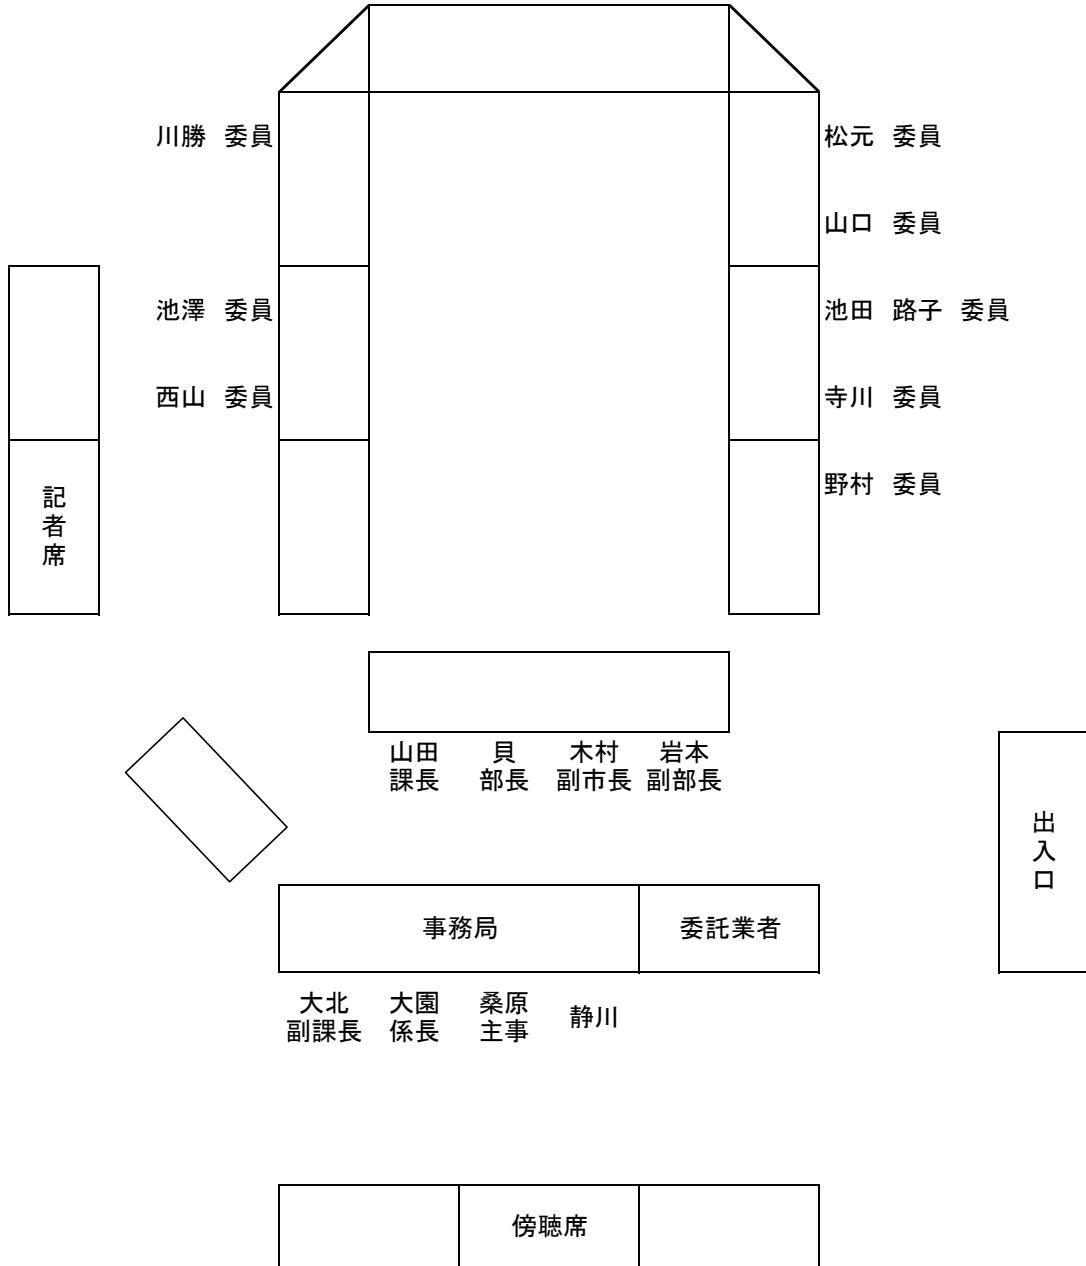 川勝 委員
松元 委員
山口 委員
池澤 委員
池田 路子 委員
西山 委員
寺川 委員
野村 委員
記者席
山田 課長
貝 部長
木村 副市長
岩本 副部長
出入口
事務局
委託業者
大北 副課長
大園 係長
桑原 主事
静川
傍聴席